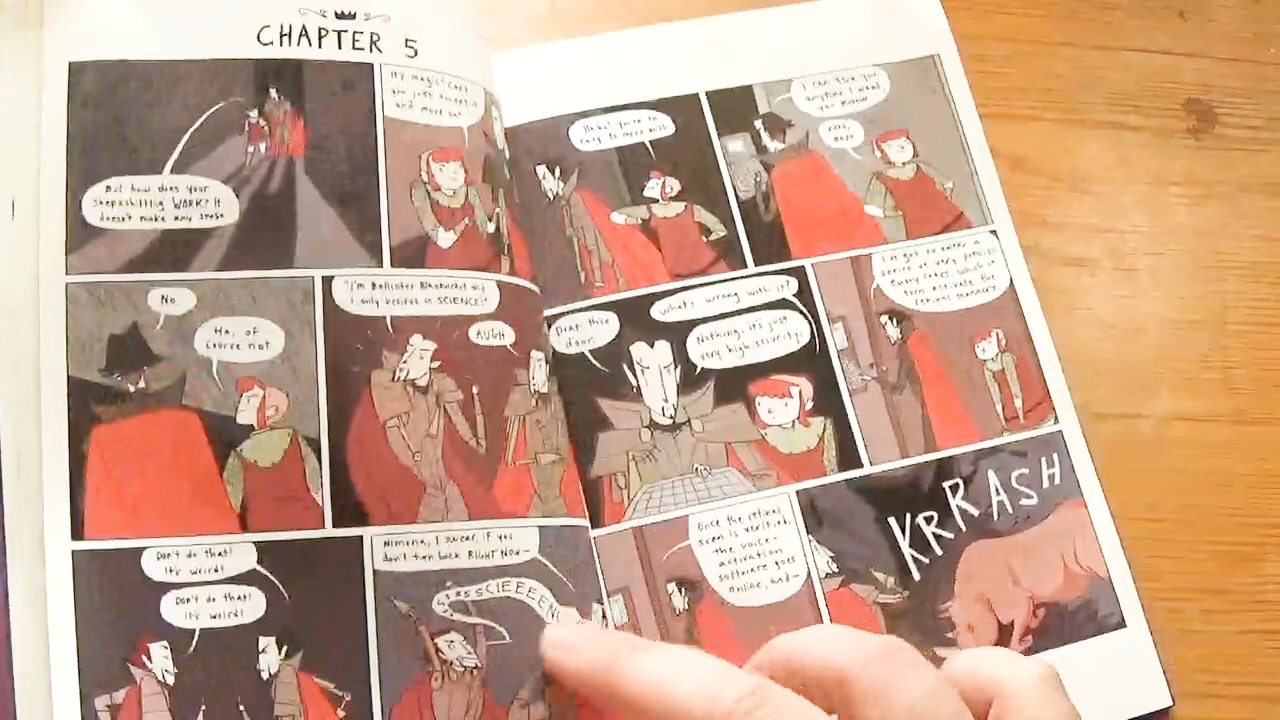 CHAPTER 5
But how does your
shapeshifting WORK? It
doesn't make any sense
It's magic! Can't
you just accept it
and move on
No.
Ha, of
course not
"I'm Ballister Blackheart and
I only believe in SCIENCE!"
AUGH
Don't do that!
It's weird!
Don't do that!
It's weird!
Nimona, I swear, if you
don't turn back RIGHT NOW—
SSSSSCIEEEEN
Haha! You're so
easy to mess with
I can give you
anything I want
you know
Drat this
door.
What's wrong with it?
Nothing, it's just
very high-security!
I've got to enter a
series of very precise
entry codes, which in
turn activate the
retinal scanners
Once the retinal
scan is verified,
the voice-
activation
software goes
online, and—
KRRASH